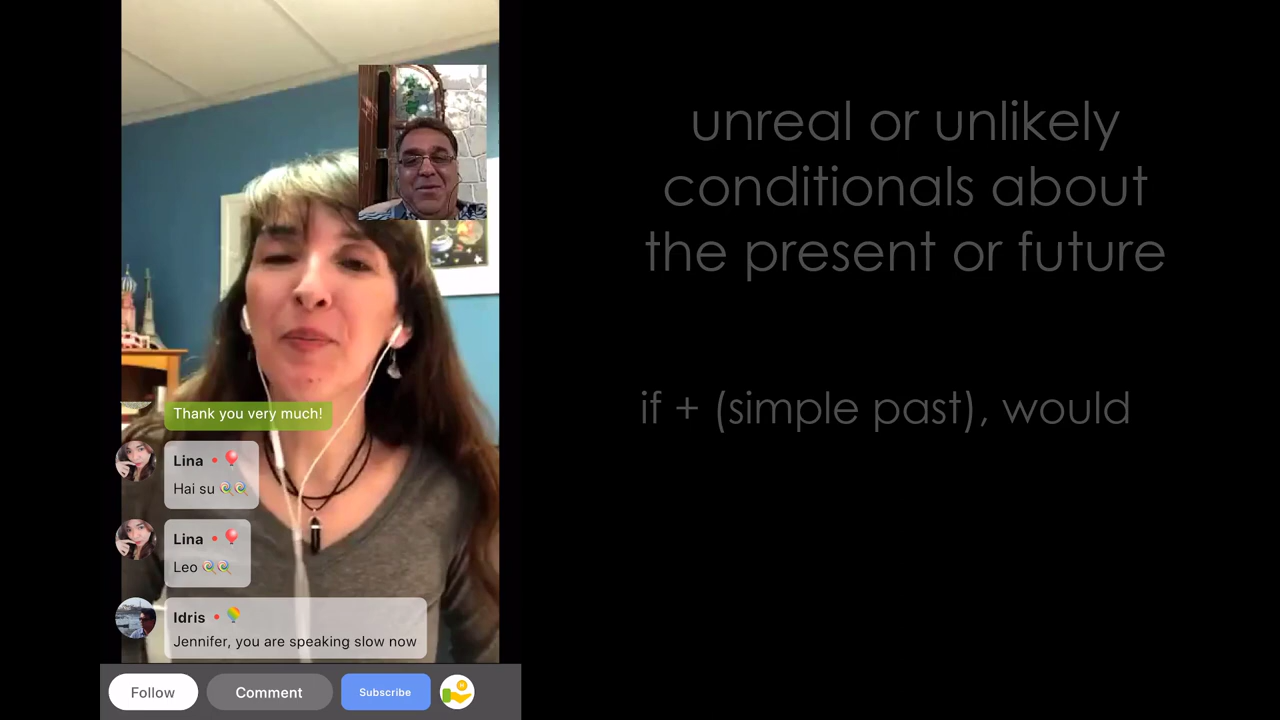 unreal or unlikely
conditionals about
the present or future
if + (simple past), would
Thank you very much!
Lina
Hai su
Lina
Leo
Idris
Jennifer, you are speaking slow now
Follow
Comment
Subscribe